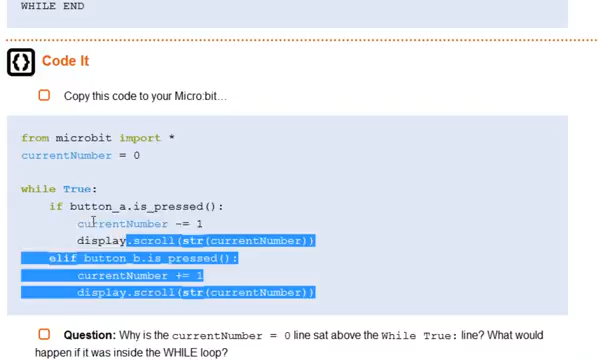 WHILE END
Code It
Copy this code to your Micro:bit...
from microbit import *
currentNumber = 0
while True:
if button_a.is_pressed():
currentNumber -= 1
display.scroll(str(currentNumber))
elif button_b.is_pressed():
currentNumber += 1
display.scroll(str(currentNumber))
Question: Why is the currentNumber = 0 line sat above the While True: line? What would
happen if it was inside the WHILE loop?